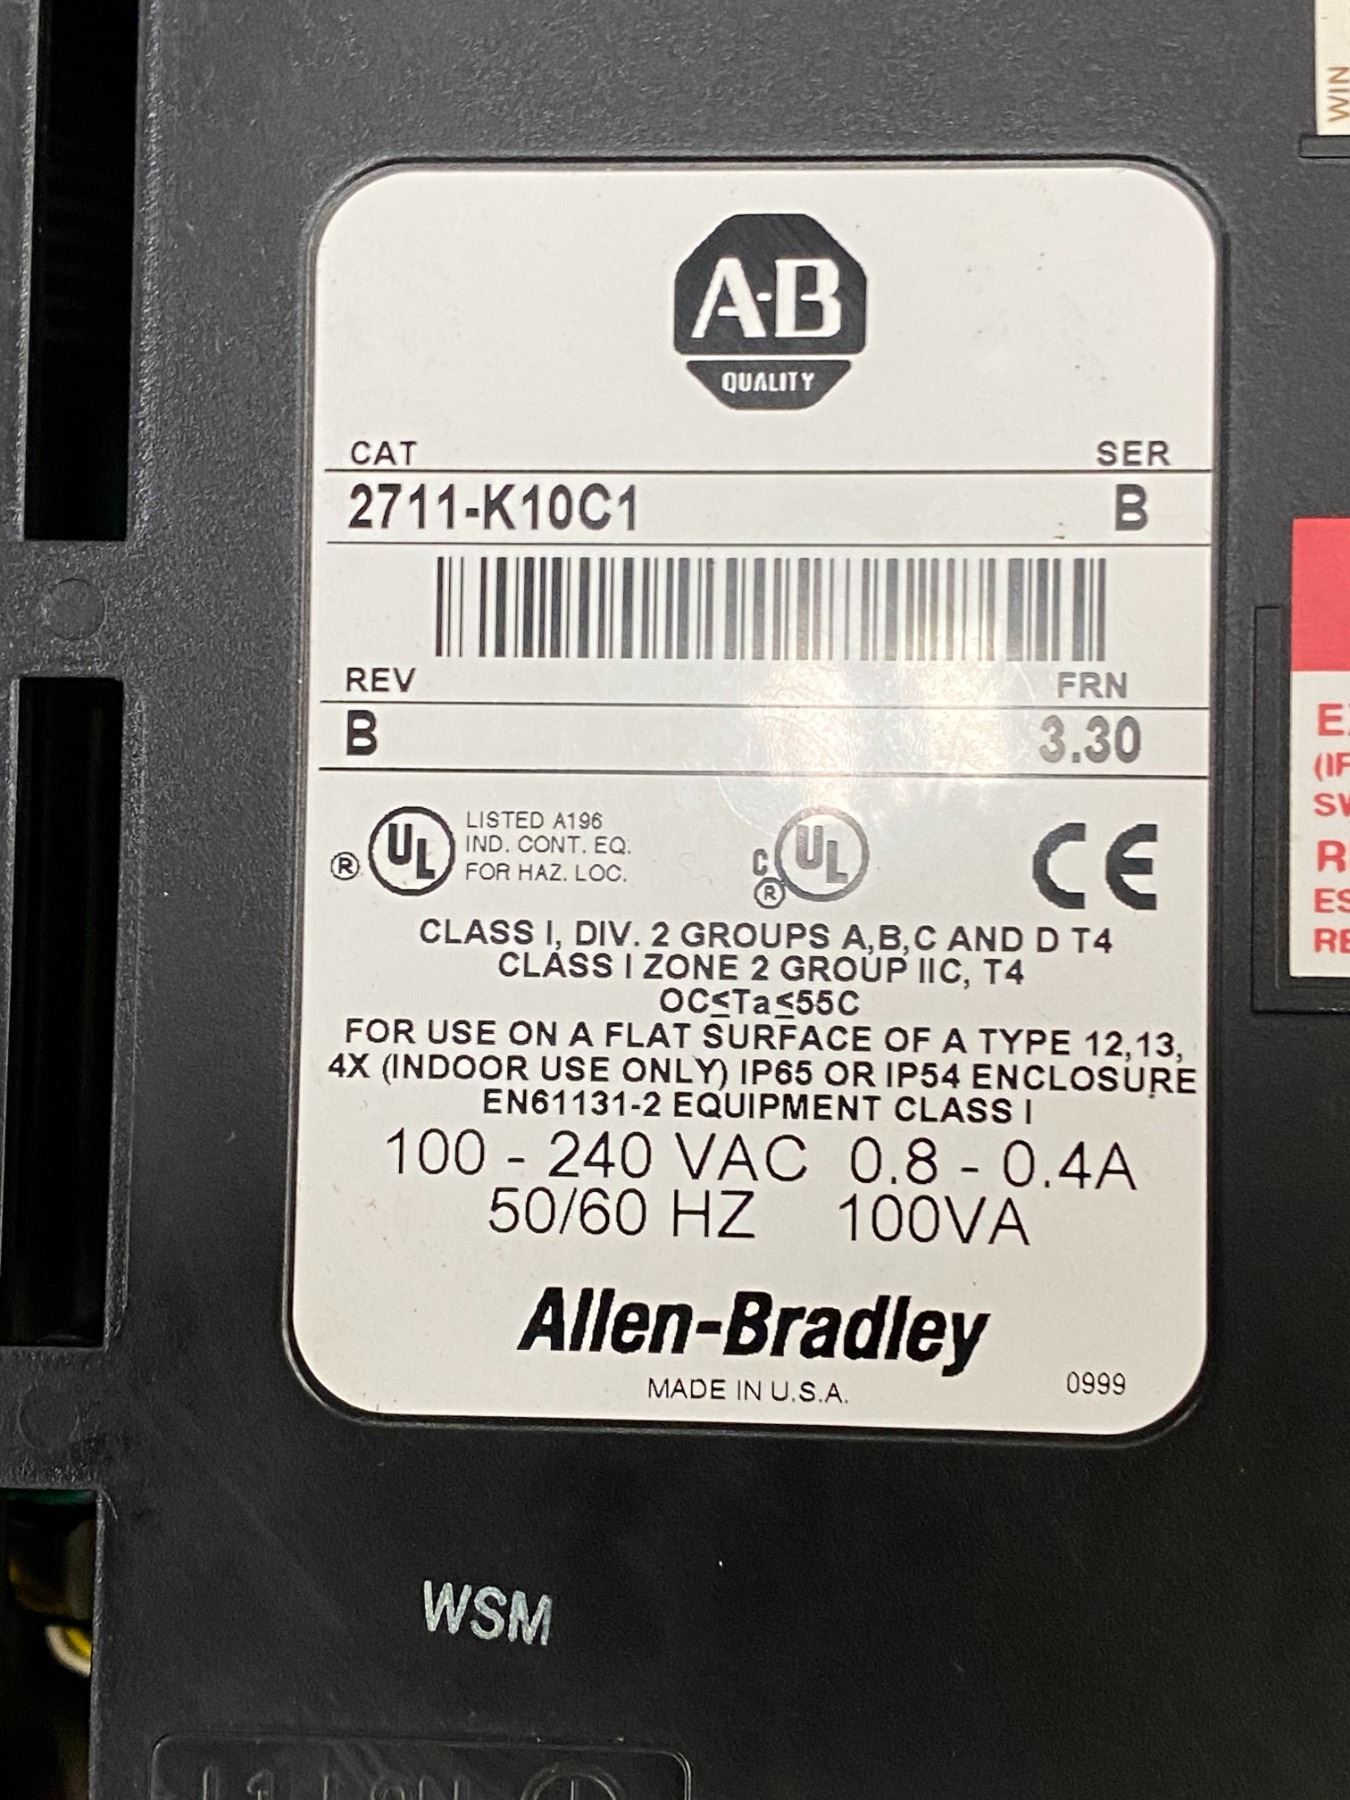 WIN
A-B
QUALITY
CAT SER
2711-K10C1 B
REV FRN
B 3.30
UL
LISTED A196
IND. CONT. EQ.
FOR HAZ. LOC.
®
C UL
®
CE
CLASS I, DIV. 2 GROUPS A,B,C AND D T4
CLASS I ZONE 2 GROUP IIC, T4
OC≤Ta≤55C
FOR USE ON A FLAT SURFACE OF A TYPE 12,13,
4X (INDOOR USE ONLY) IP65 OR IP54 ENCLOSURE
EN61131-2 EQUIPMENT CLASS I
100 - 240 VAC 0.8 - 0.4A
50/60 HZ 100VA
Allen-Bradley
MADE IN U.S.A. 0999
WSM